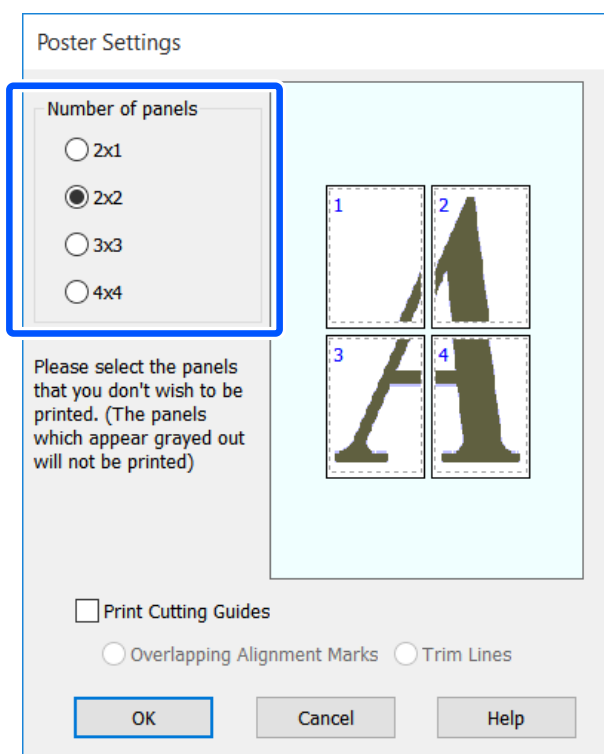 Poster Settings
Number of panels
2x1
2x2
3x3
4x4
1
2
3
4
Please select the panels
that you don't wish to be
printed. (The panels
which appear grayed out
will not be printed)
Print Cutting Guides
Overlapping Alignment Marks Trim Lines
OK Cancel Help